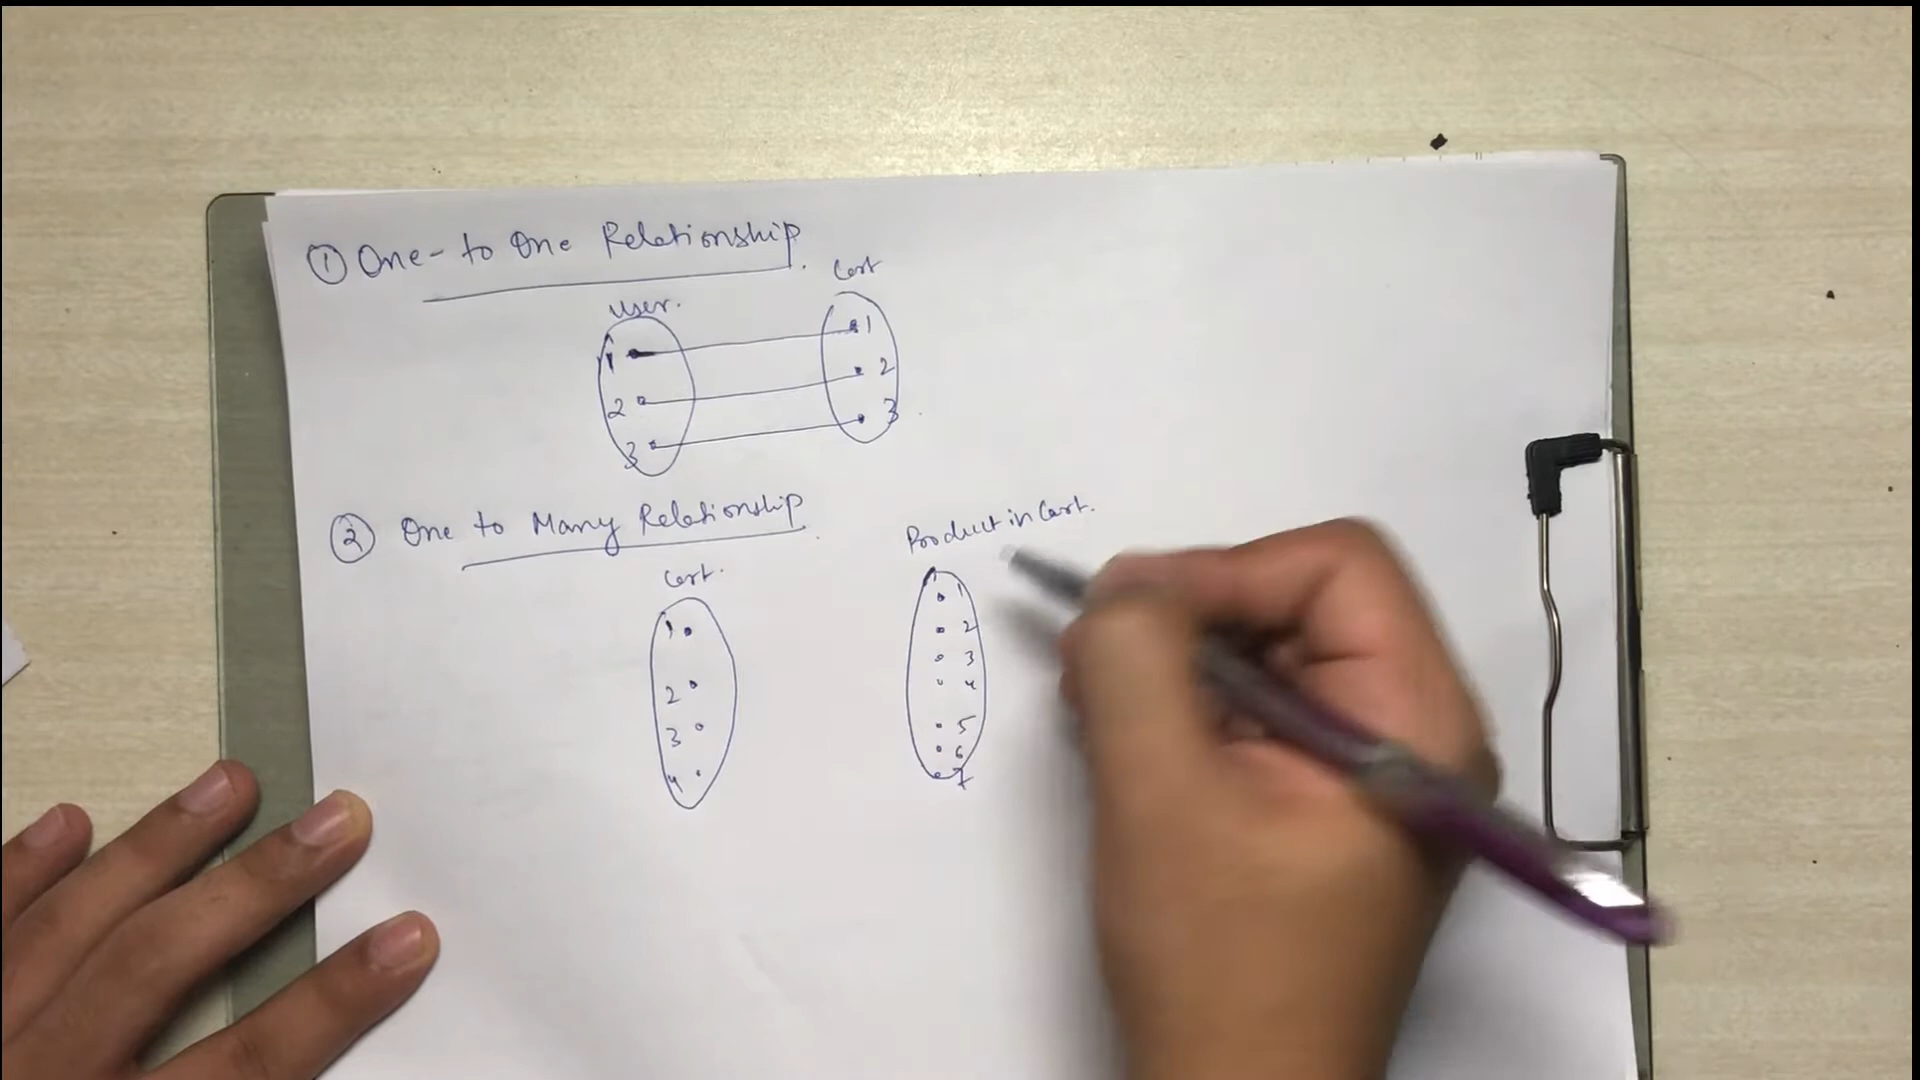 ① One-to One Relationship.
User.
Cart
1
2
3
1
2
3
② One to Many Relationship.
Cart.
Product in Cart.
1
2
3
4
1
2
3
4
5
6
7